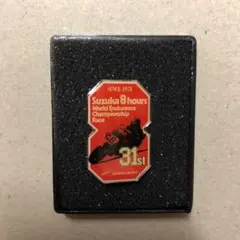 SINCE 1978
Suzuka 8 hours
World Endurance
Championship
Race
31st